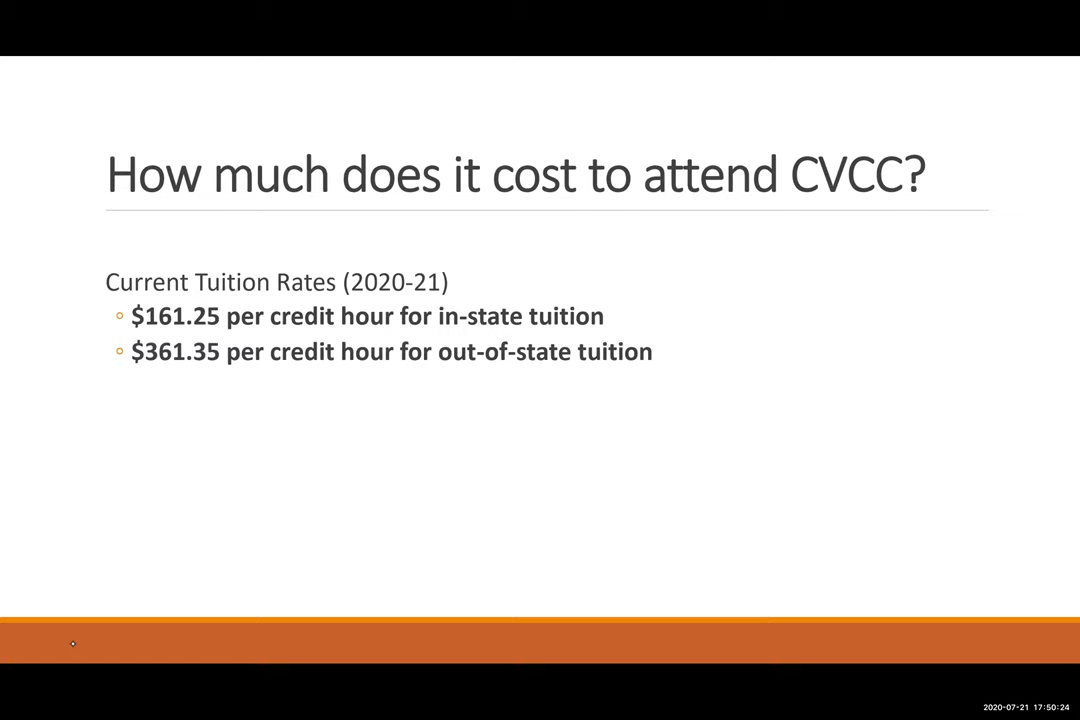 How much does it cost to attend CVCC?
Current Tuition Rates (2020-21)
◦ $161.25 per credit hour for in-state tuition
◦ $361.35 per credit hour for out-of-state tuition
2020-07-21 17:50:24